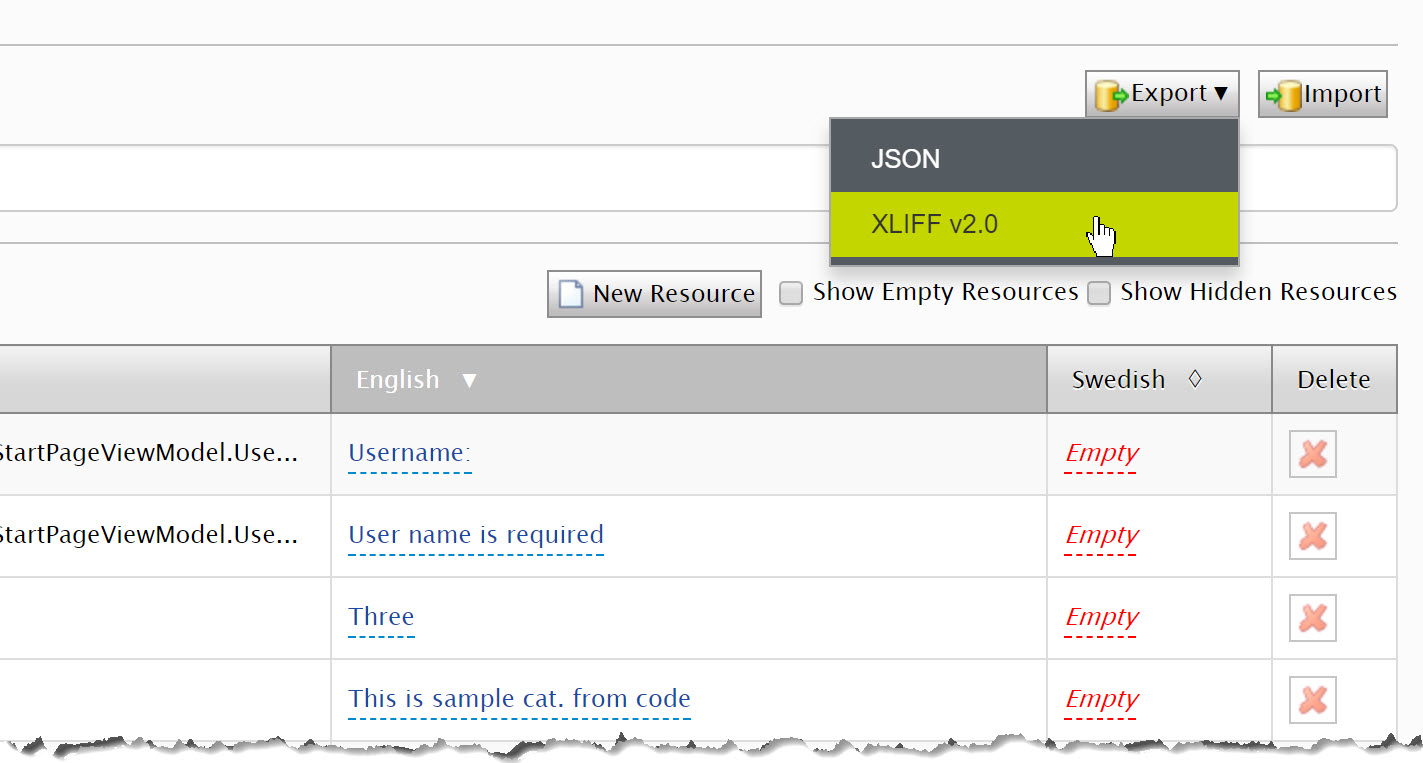 Export ▼ Import
JSON
XLIFF v2.0
New Resource Show Empty Resources Show Hidden Resources
English ▼ Swedish ◊ Delete
StartPageViewModel.Use... Username: Empty
StartPageViewModel.Use... User name is required Empty
Three Empty
This is sample cat. from code Empty